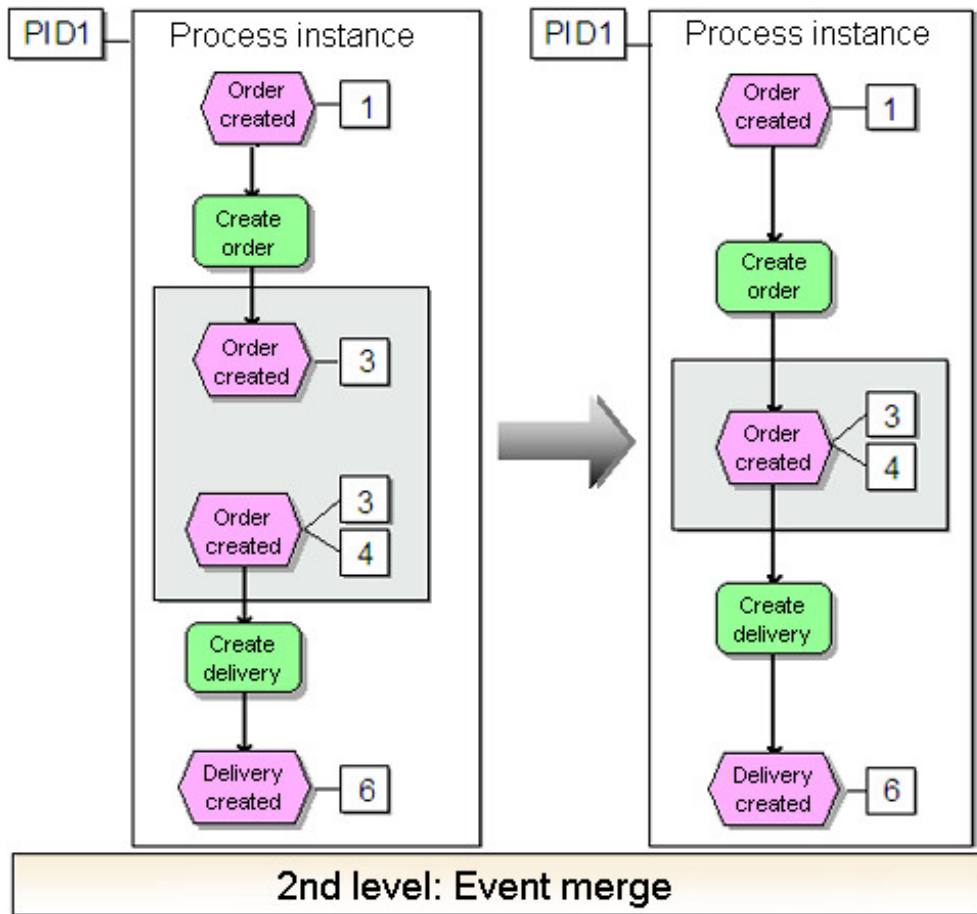 PID1
Process instance
Order
created
1
Create
order
Order
created
3
Order
created
3
4
Create
delivery
Delivery
created
6
PID1
Process instance
Order
created
1
Create
order
Order
created
3
4
Create
delivery
Delivery
created
6
2nd level: Event merge